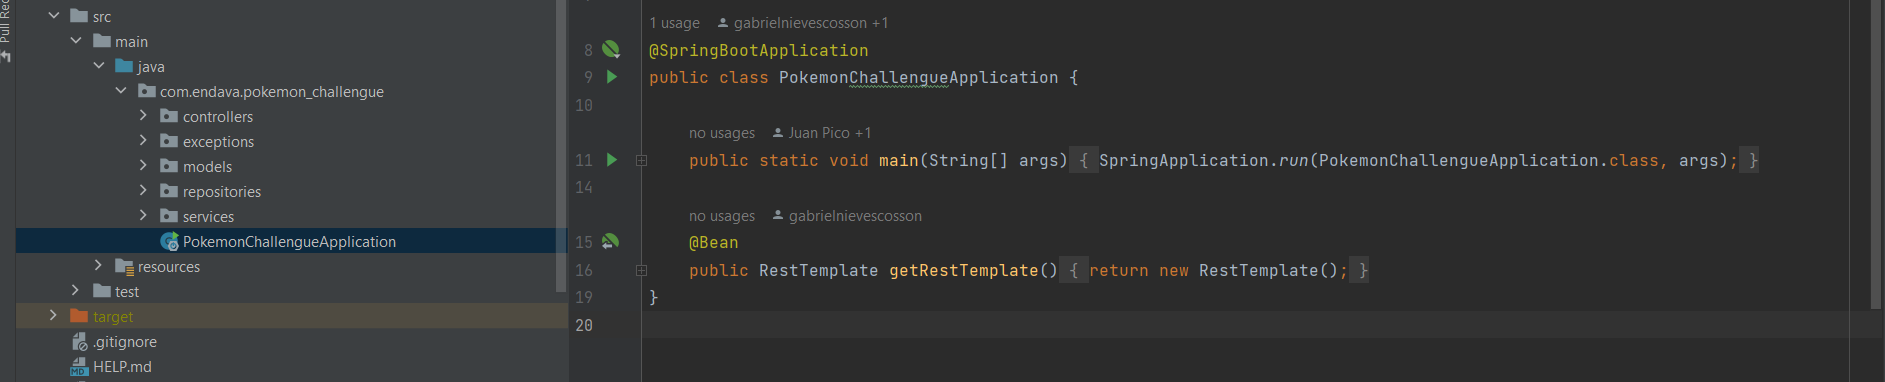 Pull Rec
src
main
java
com.endava.pokemon_challengue
controllers
exceptions
models
repositories
services
PokemonChallengueApplication
resources
test
target
.gitignore
HELP.md
1 usage gabrielnievescosson +1
8 @SpringBootApplication
9 public class PokemonChallengueApplication {
10
no usages Juan Pico +1
11 public static void main(String[] args) { SpringApplication.run(PokemonChallengueApplication.class, args); }
14
no usages gabrielnievescosson
15 @Bean
16 public RestTemplate getRestTemplate() { return new RestTemplate(); }
19 }
20